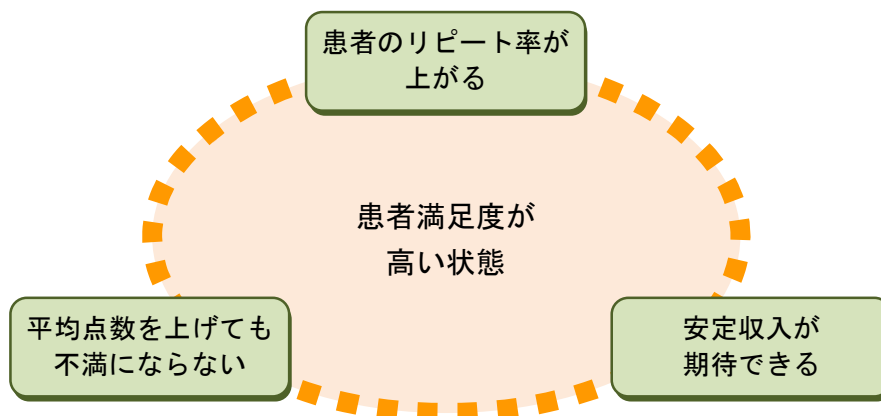 患者のリピート率が
上がる
患者満足度が
高い状態
平均点数を上げても
不満にならない
安定収入が
期待できる